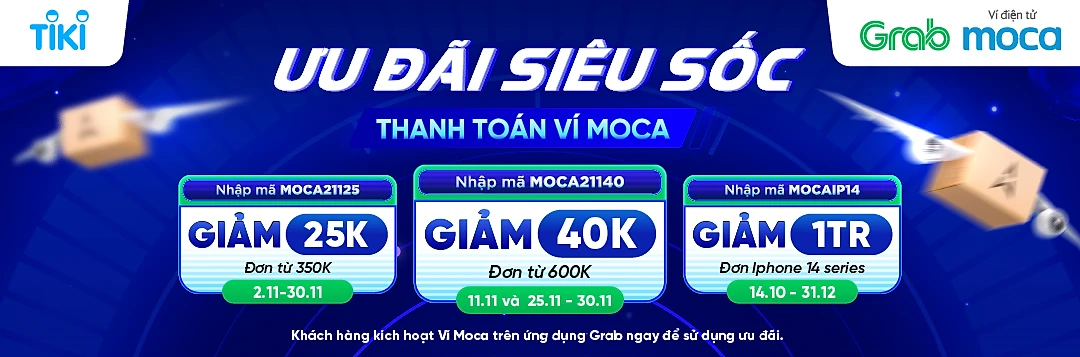 TIKI
Ví điện tử
Grab moca
ƯU ĐÃI SIÊU SỐC
THANH TOÁN VÍ MOCA
Nhập mã MOCA21125
GIẢM 25K
Đơn từ 350K
2.11-30.11
Nhập mã MOCA21140
GIẢM 40K
Đơn từ 600K
11.11 và 25.11 - 30.11
Nhập mã MOCAIP14
GIẢM 1TR
Đơn Iphone 14 series
14.10 - 31.12
Khách hàng kích hoạt Ví Moca trên ứng dụng Grab ngay để sử dụng ưu đãi.